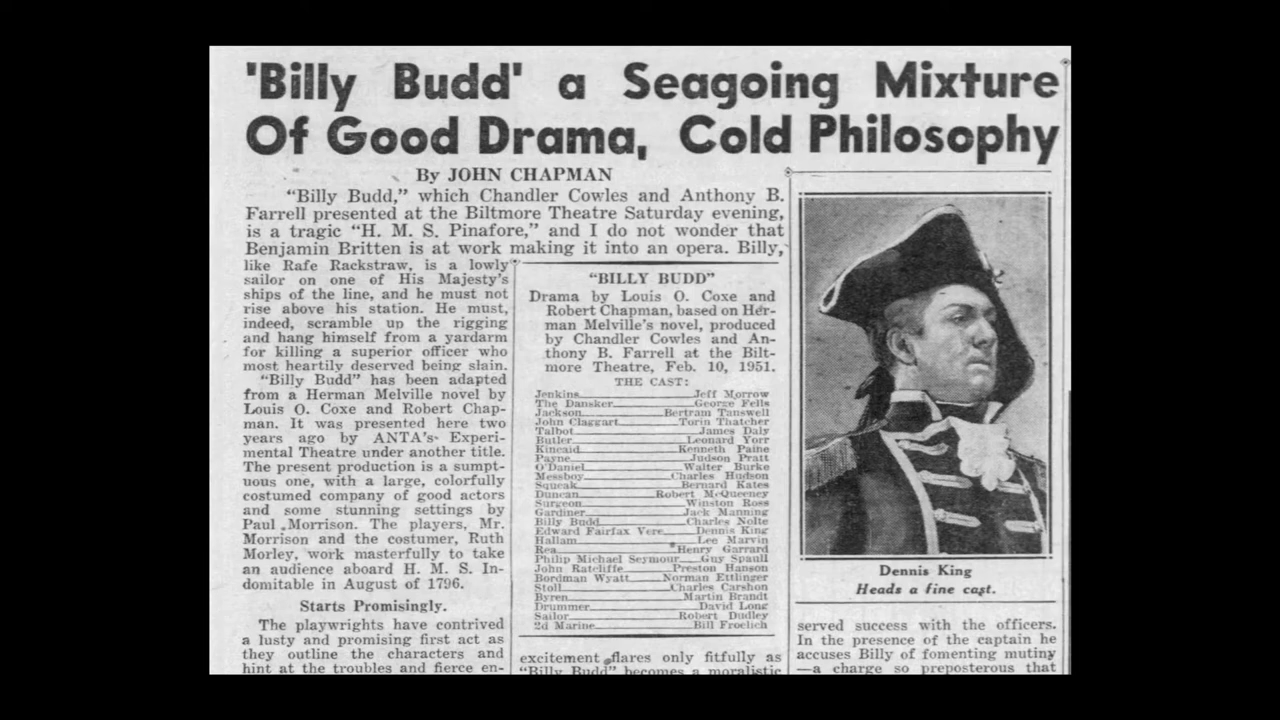 'Billy Budd' a Seagoing Mixture
Of Good Drama, Cold Philosophy
By JOHN CHAPMAN
"Billy Budd," which Chandler Cowles and Anthony B.
Farrell presented at the Biltmore Theatre Saturday evening,
is a tragic "H. M. S. Pinafore," and I do not wonder that
Benjamin Britten is at work making it into an opera. Billy,
like Rafe Rackstraw, is a lowly
sailor on one of His Majesty's
ships of the line, and he must not
rise above his station. He must,
indeed, scramble up the rigging
and hang himself from a yardarm
for killing a superior officer who
most heartily deserved being slain.
"Billy Budd" has been adapted
from a Herman Melville novel by
Louis O. Coxe and Robert Chap-
man. It was presented here two
years ago by ANTA's Experi-
mental Theatre under another title.
The present production is a sumpt-
uous one, with a large, colorfully
costumed company of good actors
and some stunning settings by
Paul Morrison. The players, Mr.
Morrison and the costumer, Ruth
Morley, work masterfully to take
an audience aboard H. M. S. In-
domitable in August of 1796.
Starts Promisingly.
The playwrights have contrived
a lusty and promising first act as
they outline the characters and
hint at the troubles and fierce en-
"BILLY BUDD"
Drama by Louis O. Coxe and
Robert Chapman, based on Her-
man Melville's novel, produced
by Chandler Cowles and An-
thony B. Farrell at the Bilt-
more Theatre, Feb. 10, 1951.
THE CAST:
Jenkins Jeff Morrow
The Dansker George Fells
Jackson Bertram Tanswell
John Claggart Torin Thatcher
Talbot James Daly
Butler Leonard Yorr
Kincaid Kenneth Paine
Payne Judson Pratt
O'Daniel Walter Burke
Messboy Charles Hudson
Squeak Bernard Kates
Duncan Robert McQueeney
Surgeon Winston Ross
Gardiner Jack Manning
Billy Budd Charles Nolte
Edward Fairfax Vere Dennis King
Hallam Lee Marvin
Rea Henry Garrard
Philip Michael Seymour Guy Spaull
John Ratcliffe Preston Hanson
Bordman Wyatt Norman Ettlinger
Stoll Charles Carshon
Byren Martin Brandt
Drummer David Long
Sailor Robert Dudley
2d Marine Bill Froelich
excitement flares only fitfully as
"Billy Budd" becomes a moralistic
Dennis King
Heads a fine cast.
served success with the officers.
In the presence of the captain he
accuses Billy of fomenting mutiny
—a charge so preposterous that